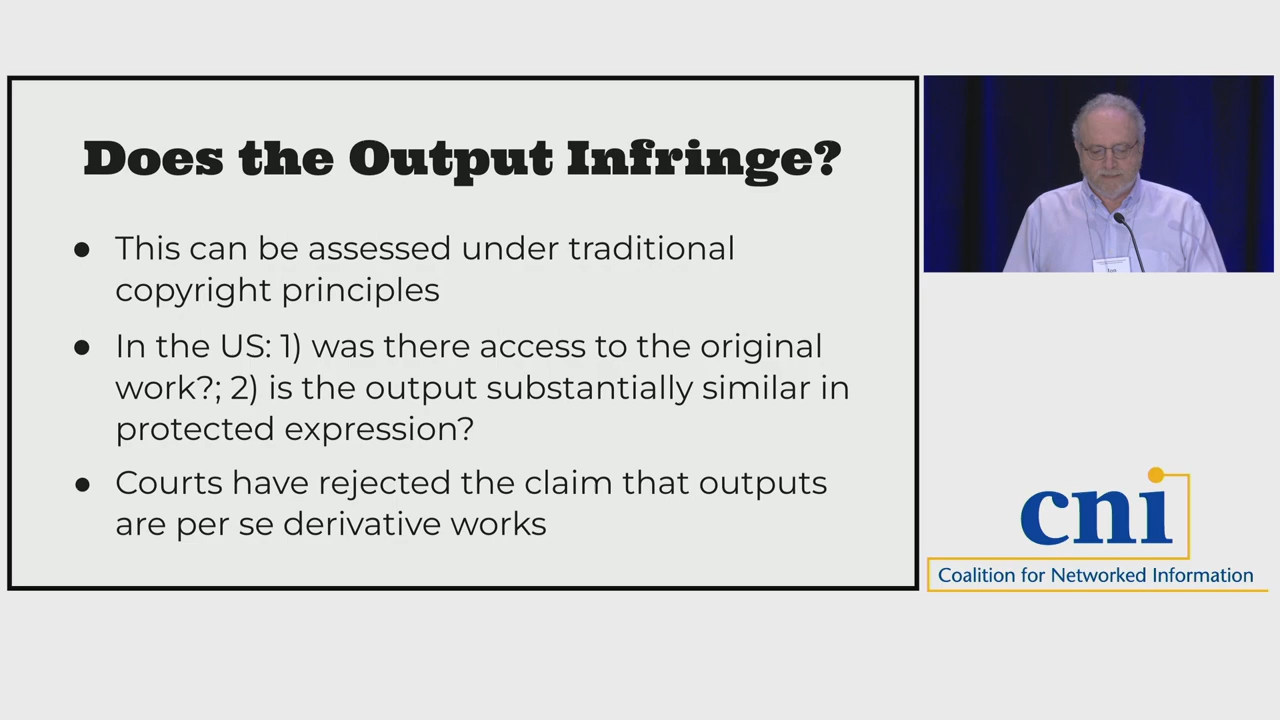 Does the Output Infringe?
● This can be assessed under traditional
copyright principles
● In the US: 1) was there access to the original
work?; 2) is the output substantially similar in
protected expression?
● Courts have rejected the claim that outputs
are per se derivative works
cni
Coalition for Networked Information